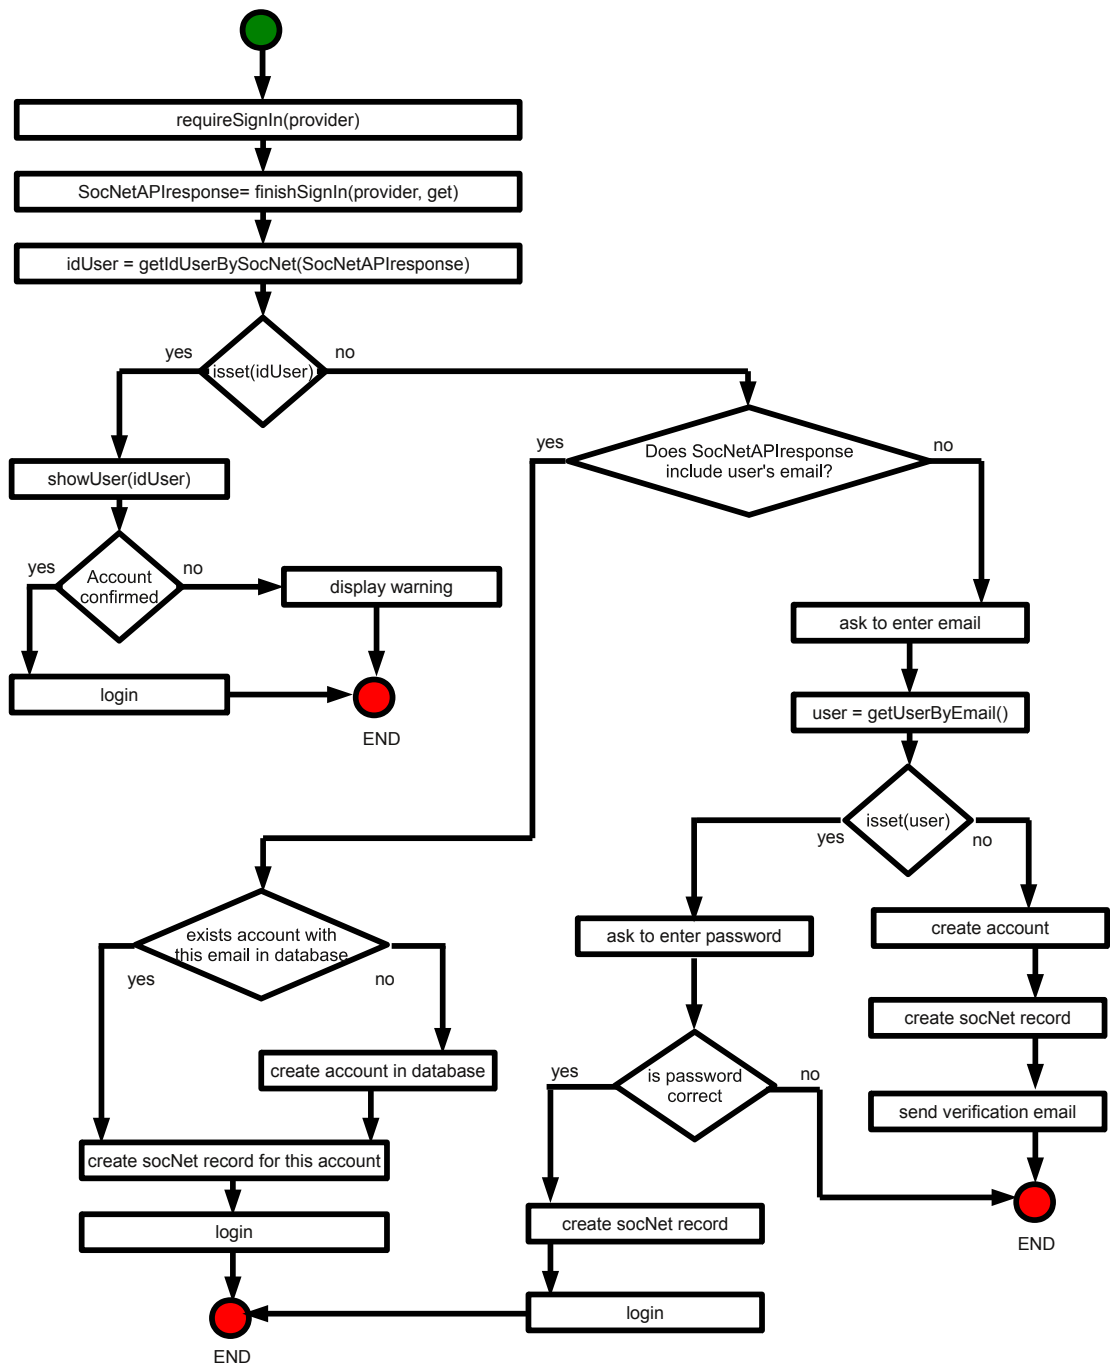 requireSignIn(provider)
SocNetAPIresponse= finishSignIn(provider, get)
idUser = getIdUserBySocNet(SocNetAPIresponse)
yes
isset(idUser)
no
showUser(idUser)
yes
Account
confirmed
no
display warning
login
END
yes
Does SocNetAPIresponse
include user's email?
no
ask to enter email
user = getUserByEmail()
isset(user)
yes
no
exists account with
this email in database
yes
no
create account in database
create socNet record for this account
login
END
ask to enter password
yes
is password
correct
no
create socNet record
login
create account
create socNet record
send verification email
END